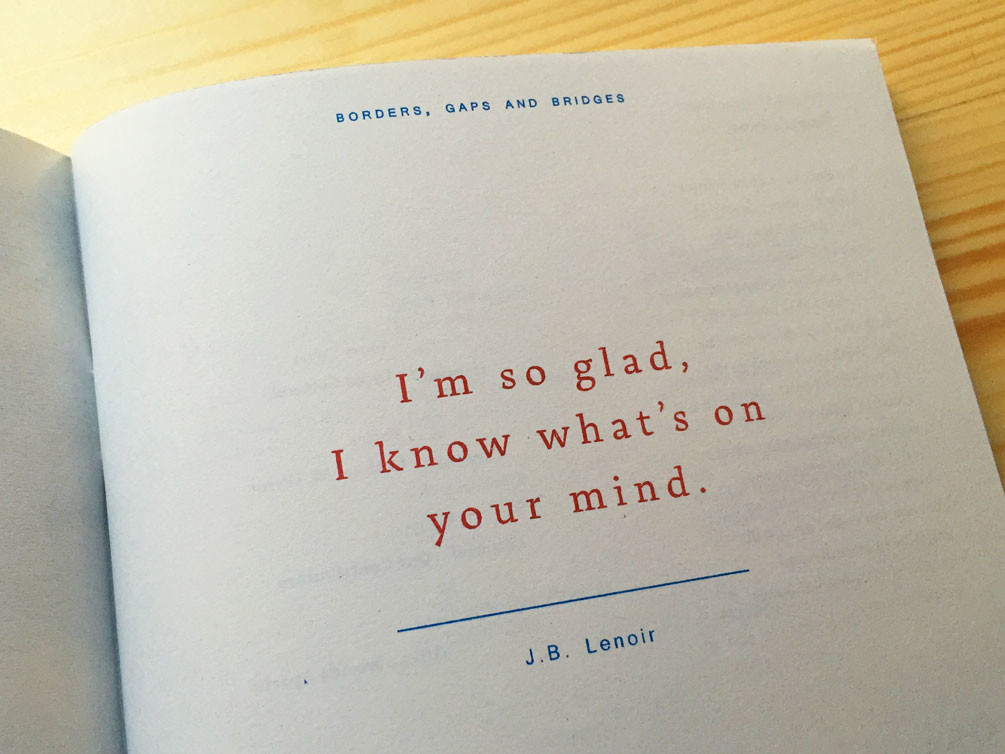 BORDERS, GAPS AND BRIDGES
I'm so glad,
I know what's on
your mind.
J.B. Lenoir